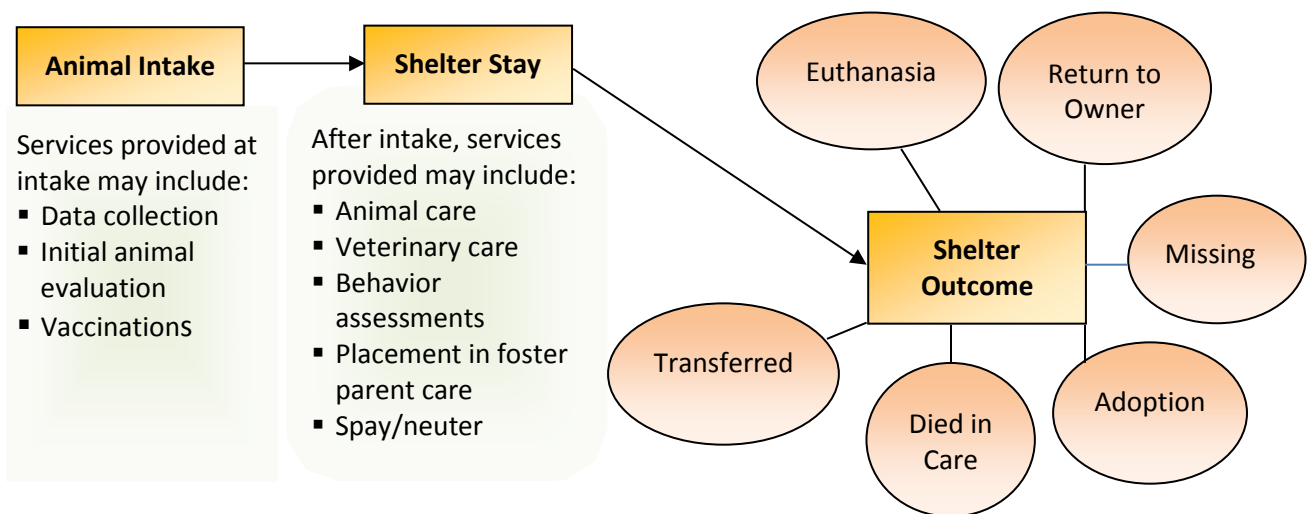 Animal Intake
Services provided at
intake may include:
▪ Data collection
▪ Initial animal
evaluation
▪ Vaccinations
Shelter Stay
After intake, services
provided may include:
▪ Animal care
▪ Veterinary care
▪ Behavior
assessments
▪ Placement in foster
parent care
▪ Spay/neuter
Shelter
Outcome
Euthanasia
Return to
Owner
Missing
Adoption
Died in
Care
Transferred